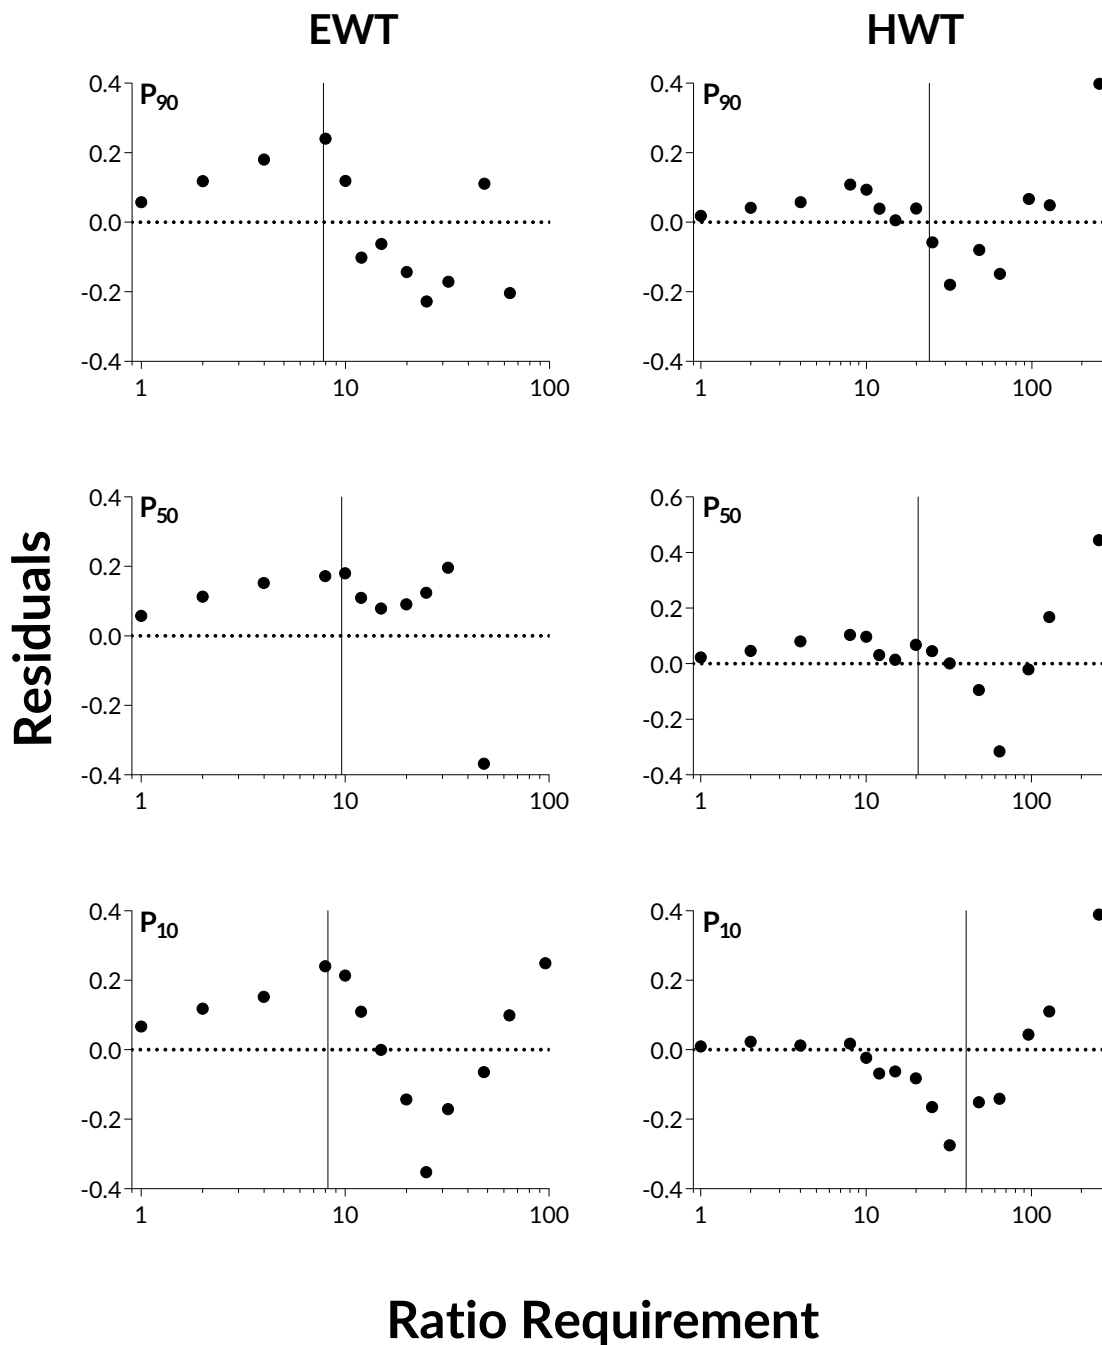 EWT HWT
P90 P90
0.4 0.4
0.2 0.2
0.0 0.0
-0.2 -0.2
-0.4 -0.4
1 10 100 1 10 100
Residuals
P50 P50
0.4 0.6
0.2 0.4
0.0 0.2
-0.2 0.0
-0.4 -0.2
-0.4
1 10 100 1 10 100
P10 P10
0.4 0.4
0.2 0.2
0.0 0.0
-0.2 -0.2
-0.4 -0.4
1 10 100 1 10 100
Ratio Requirement